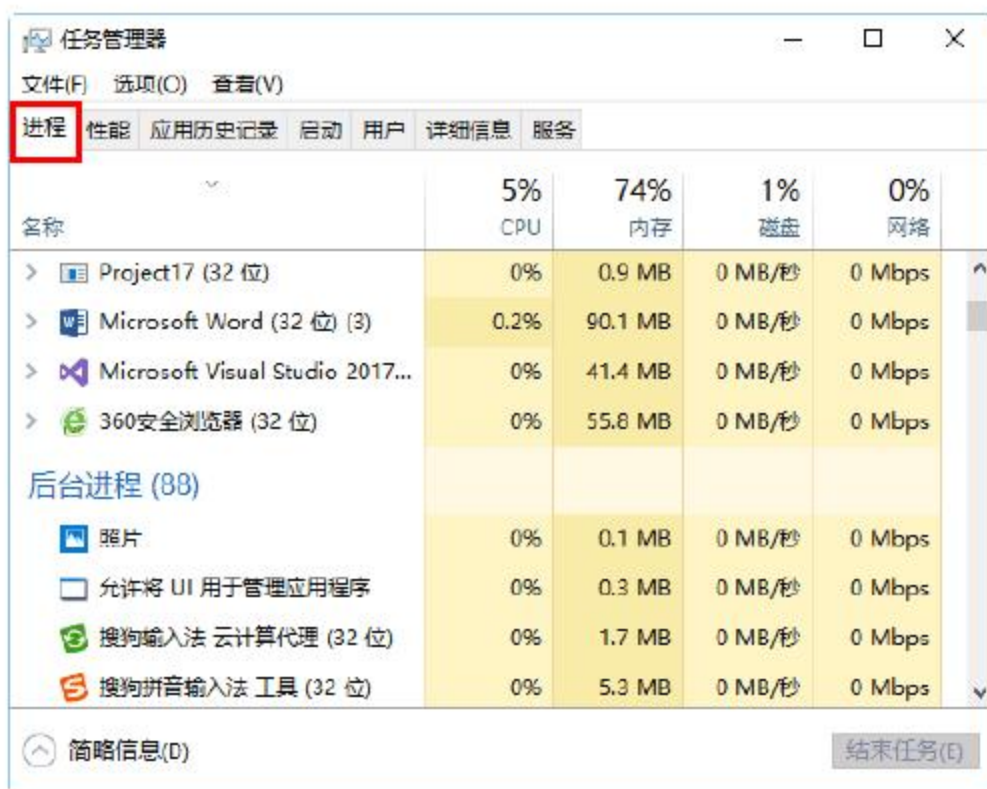 任务管理器
文件(F) 选项(O) 查看(V)
进程 性能 应用历史记录 启动 用户 详细信息 服务
5% 74% 1% 0%
名称 CPU 内存 磁盘 网络
Project17 (32 位) 0% 0.9 MB 0 MB/秒 0 Mbps
Microsoft Word (32 位) (3) 0.2% 90.1 MB 0 MB/秒 0 Mbps
Microsoft Visual Studio 2017... 0% 41.4 MB 0 MB/秒 0 Mbps
360安全浏览器 (32 位) 0% 55.8 MB 0 MB/秒 0 Mbps
后台进程 (88)
照片 0% 0.1 MB 0 MB/秒 0 Mbps
允许将 UI 用于管理应用程序 0% 0.3 MB 0 MB/秒 0 Mbps
搜狗输入法 云计算代理 (32 位) 0% 1.7 MB 0 MB/秒 0 Mbps
搜狗拼音输入法 工具 (32 位) 0% 5.3 MB 0 MB/秒 0 Mbps
简略信息(D) 结束任务(E)